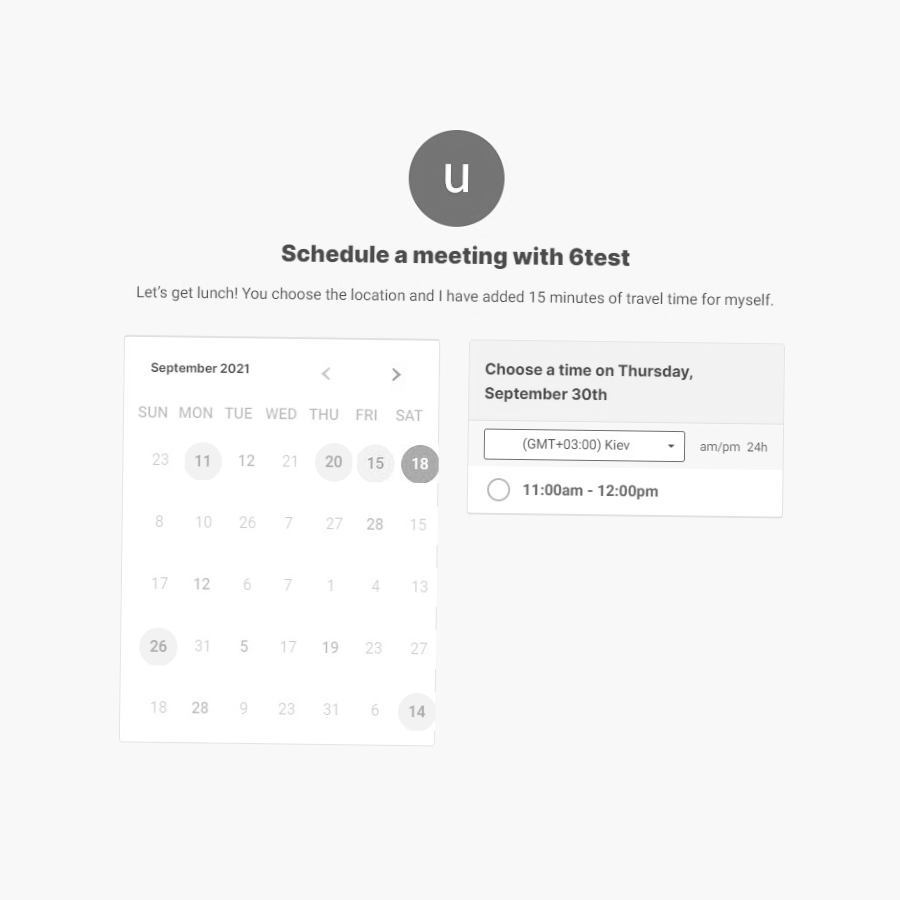 u
Schedule a meeting with 6test
Let's get lunch! You choose the location and I have added 15 minutes of travel time for myself.
September 2021 < >
SUN MON TUE WED THU FRI SAT
23 11 12 21 20 15 18
8 10 26 7 27 28 15
17 12 6 7 1 4 13
26 31 5 17 19 23 27
18 28 9 23 31 6 14
Choose a time on Thursday,
September 30th
(GMT+03:00) Kiev am/pm 24h
11:00am - 12:00pm